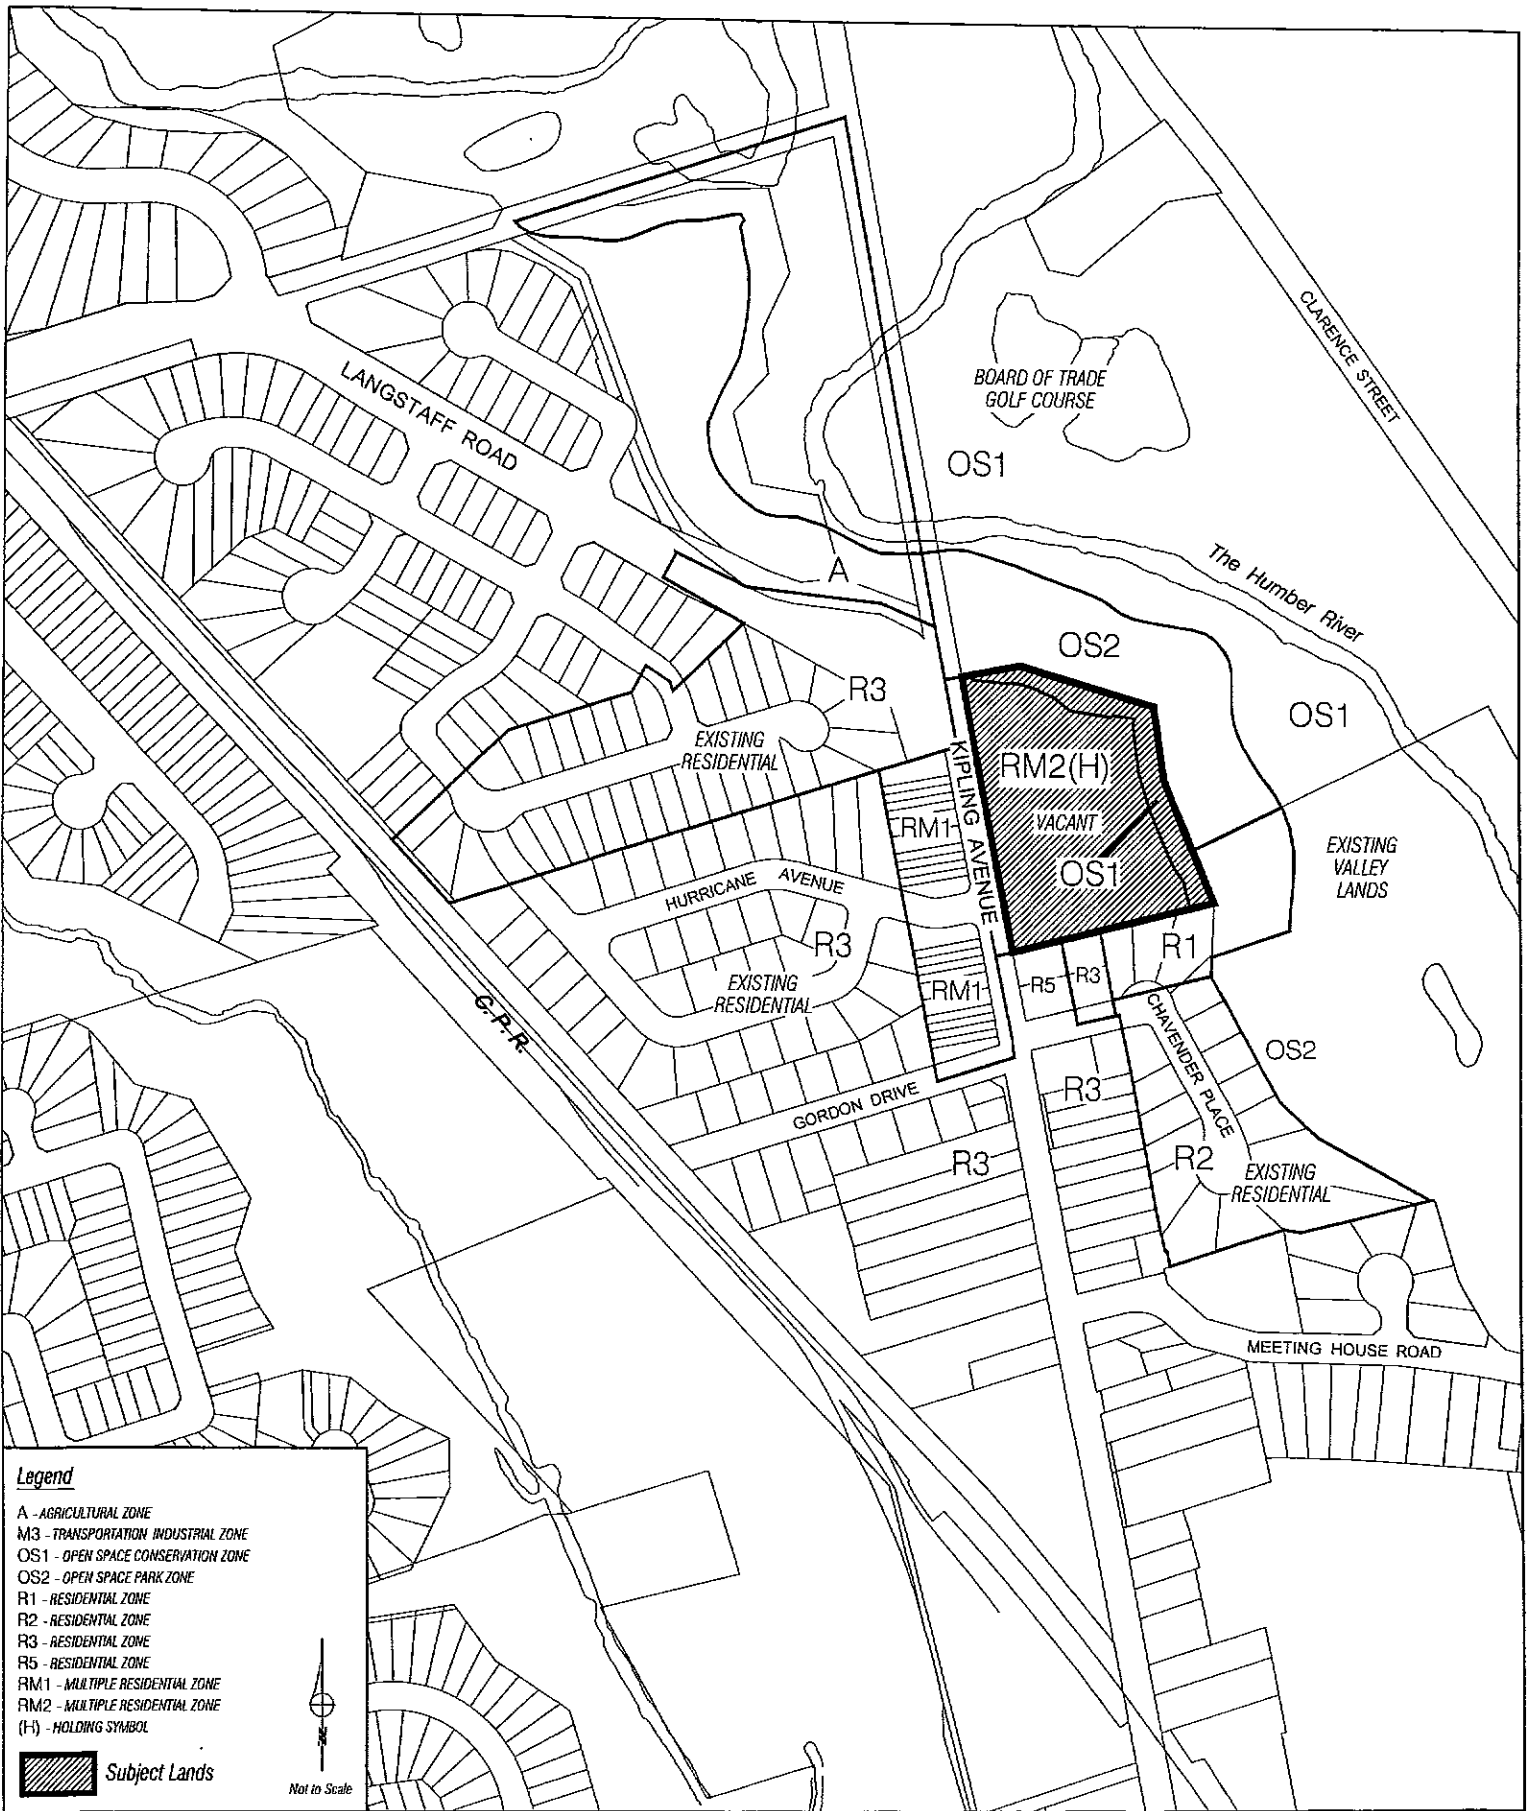 CLARENCE STREET
LANGSTAFF ROAD
BOARD OF TRADE
GOLF COURSE
OS1
The Humber River
A
OS2
R3
OS1
EXISTING
RESIDENTIAL
KIPLING AVENUE
RM2(H)
VACANT
RM1
OS1
EXISTING
VALLEY
LANDS
HURRICANE AVENUE
R3
R1
EXISTING
RESIDENTIAL
RM1
R5
R3
C.P.R.
CHAVENDER PLACE
OS2
GORDON DRIVE
R3
R3
R2
EXISTING
RESIDENTIAL
MEETING HOUSE ROAD
Legend
A - AGRICULTURAL ZONE
M3 - TRANSPORTATION INDUSTRIAL ZONE
OS1 - OPEN SPACE CONSERVATION ZONE
OS2 - OPEN SPACE PARK ZONE
R1 - RESIDENTIAL ZONE
R2 - RESIDENTIAL ZONE
R3 - RESIDENTIAL ZONE
R5 - RESIDENTIAL ZONE
RM1 - MULTIPLE RESIDENTIAL ZONE
RM2 - MULTIPLE RESIDENTIAL ZONE
(H) - HOLDING SYMBOL
N
Subject Lands
Not to Scale